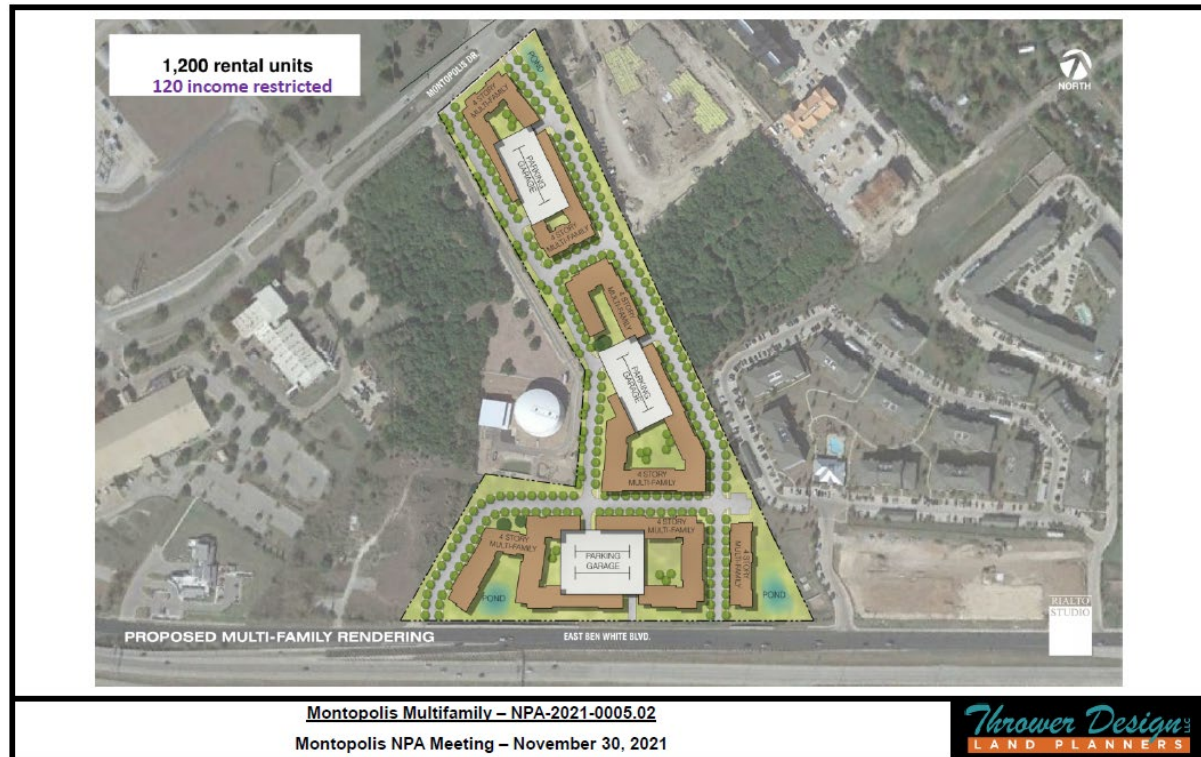 1,200 rental units
120 income restricted
MONTOPOLIS DR.
POND
NORTH
4 STORY
MULTI-FAMILY
PARKING
GARAGE
4 STORY
MULTI-FAMILY
4 STORY
MULTI-FAMILY
PARKING
GARAGE
4 STORY
MULTI-FAMILY
4 STORY
MULTI-FAMILY
4 STORY
MULTI-FAMILY
PARKING
GARAGE
4 STORY
MULTI-FAMILY
POND
POND
RIALTO
STUDIO
PROPOSED MULTI-FAMILY RENDERING
EAST BEN WHITE BLVD.
Montopolis Multifamily – NPA-2021-0005.02
Montopolis NPA Meeting – November 30, 2021
Thrower Design LLC
LAND PLANNERS